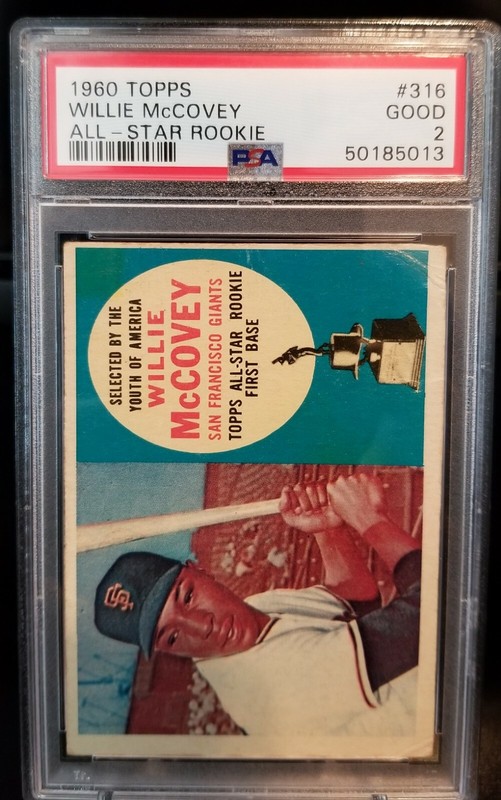 1960 TOPPS #316
WILLIE McCOVEY GOOD
ALL-STAR ROOKIE 2
PSA 50185013
SELECTED BY THE
YOUTH OF AMERICA
WILLIE
McCOVEY
SAN FRANCISCO GIANTS
TOPPS ALL-STAR ROOKIE
FIRST BASE
SF